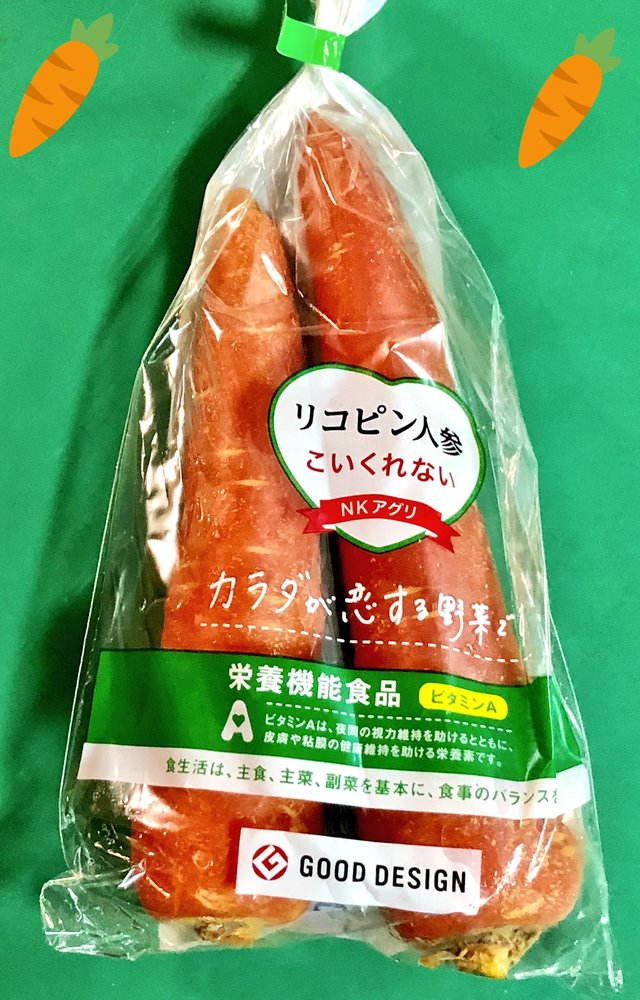 リコピン人参
こいくれない
NKアグリ
カラダが恋する野菜で
栄養機能食品 ビタミンA
A ビタミンAは、夜間の視力維持を助けるとともに、
皮膚や粘膜の健康維持を助ける栄養素です。
食生活は、主食、主菜、副菜を基本に、食事のバランスを
GOOD DESIGN